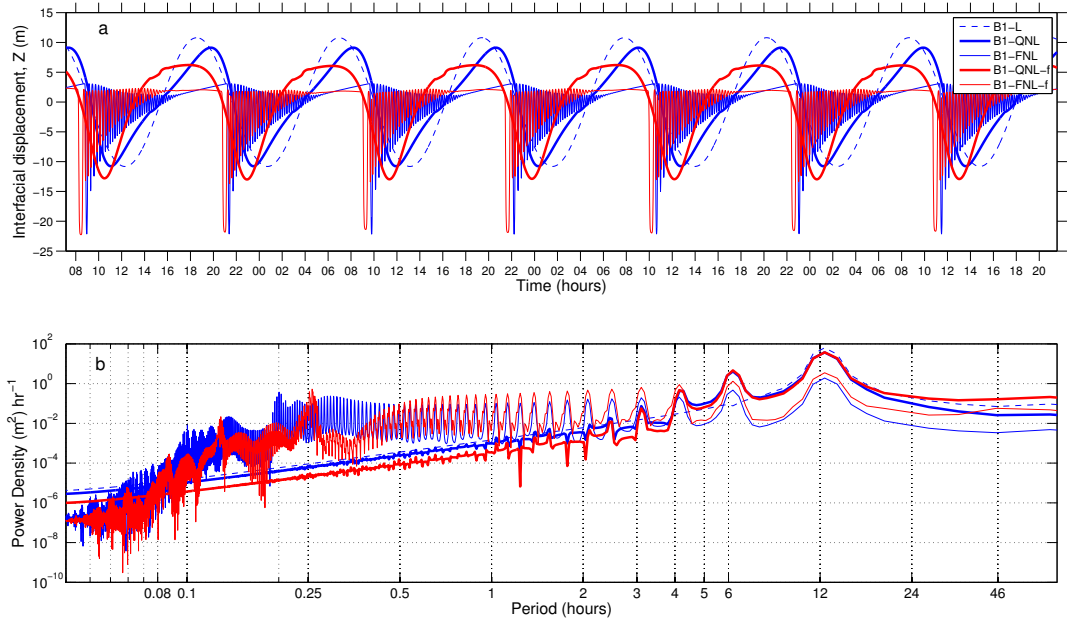 a
15
10
5
0
−5
−10
−15
−20
25
Interfacial displacement, Z (m)
B1−L
B1−QNL
B1−FNL
B1−QNL−f
B1−FNL−f
08 10 12 14 16 18 20 22 00 02 04 06 08 10 12 14 16 18 20 22 00 02 04 06 08 10 12 14 16 18 20 22 00 02 04 06 08 10 12 14 16 18 20
Time (hours)
b
10^2
10^0
10^−2
10^−4
10^−6
10^−8
10^−10
Power Density (m^2) hr^−1
0.08 0.1 0.25 0.5 1 2 3 4 5 6 12 24 46
Period (hours)